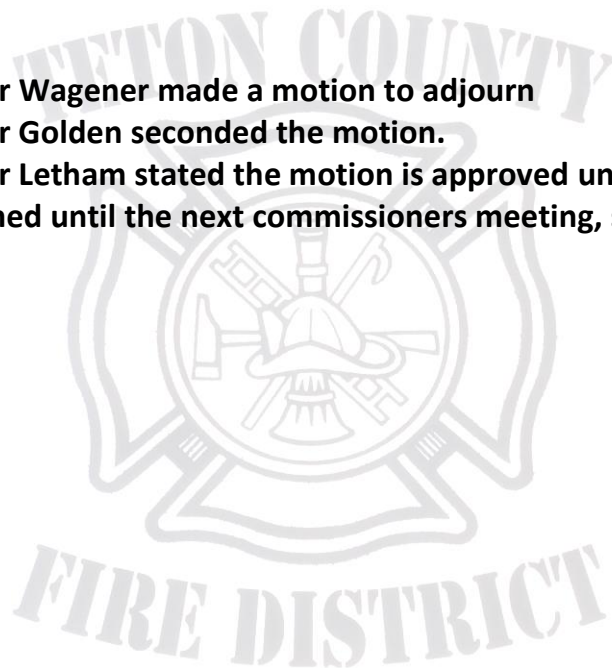 TETON COUNTY
r Wagener made a motion to adjourn
r Golden seconded the motion.
r Letham stated the motion is approved un
ned until the next commissioners meeting,
FIRE DISTRICT